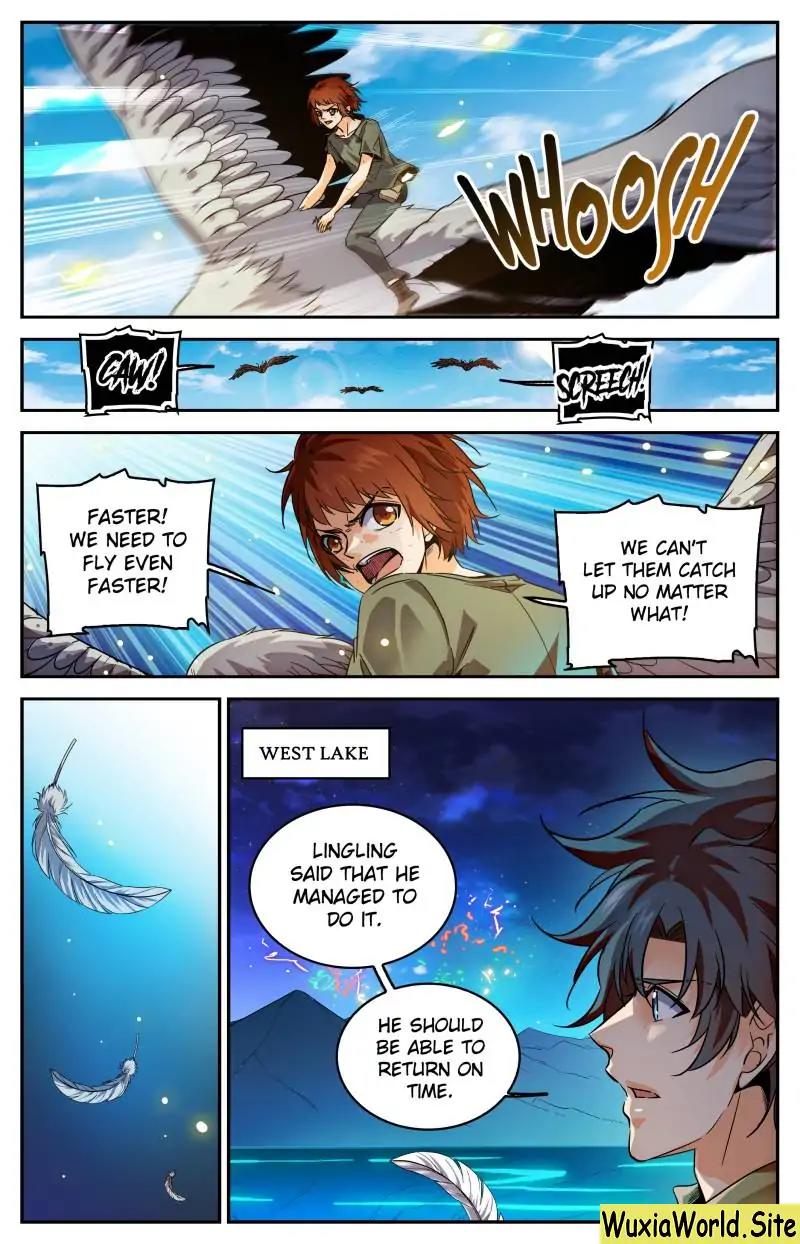 WHOOSH
CAW!
SCREECH!
FASTER!
WE NEED TO
FLY EVEN
FASTER!
WE CAN'T
LET THEM CATCH
UP NO MATTER
WHAT!
WEST LAKE
LINGLING
SAID THAT HE
MANAGED TO
DO IT.
HE SHOULD
BE ABLE TO
RETURN ON
TIME.
WuxiaWorld.Site